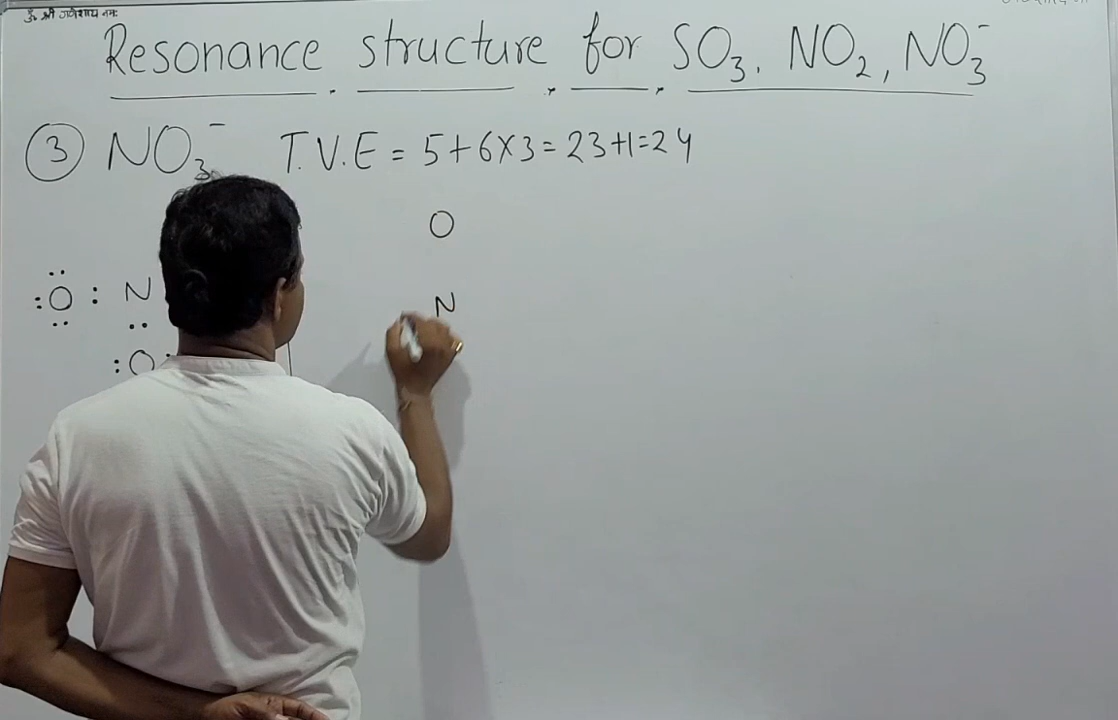 ॐ श्री गणेशाय नमः
Resonance structure for SO₃, NO₂, NO₃⁻
③ NO₃⁻ T.V.E = 5+6×3=23+1=24
O
:O: N
N
:O: